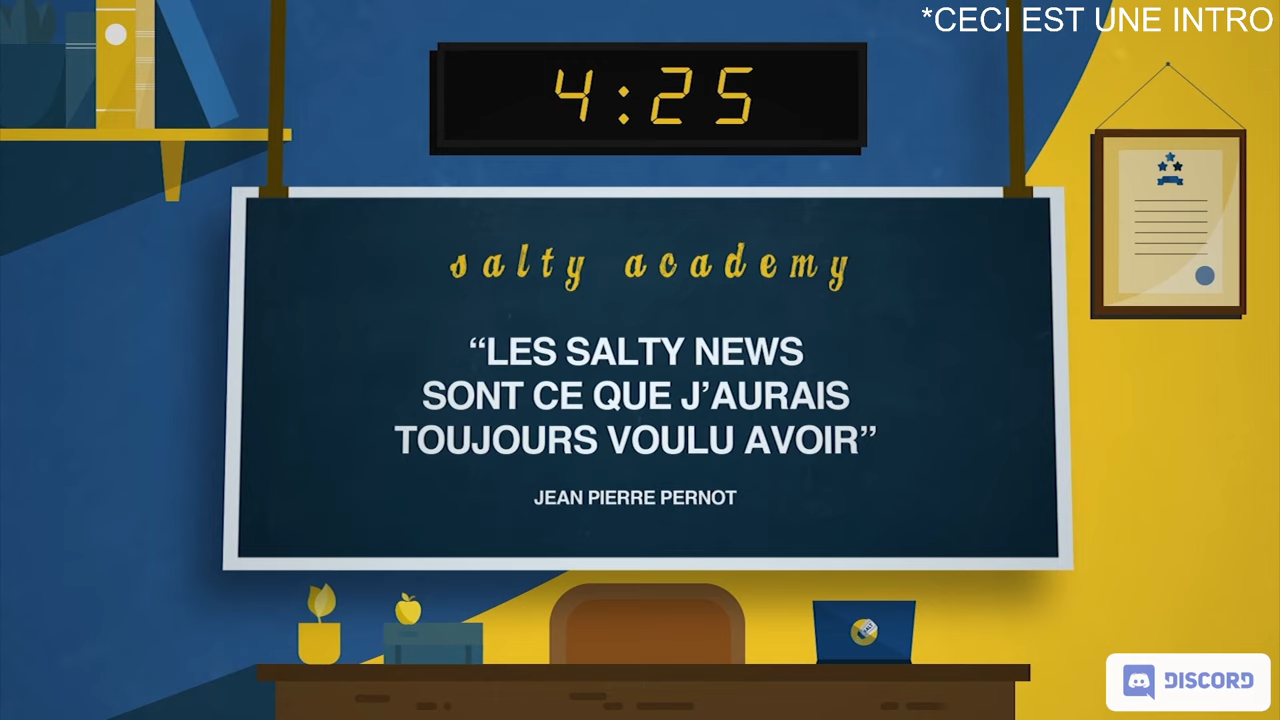 *CECI EST UNE INTRO
4:25
salty academy
“LES SALTY NEWS
SONT CE QUE J’AURAIS
TOUJOURS VOULU AVOIR”
JEAN PIERRE PERNOT
DISCORD